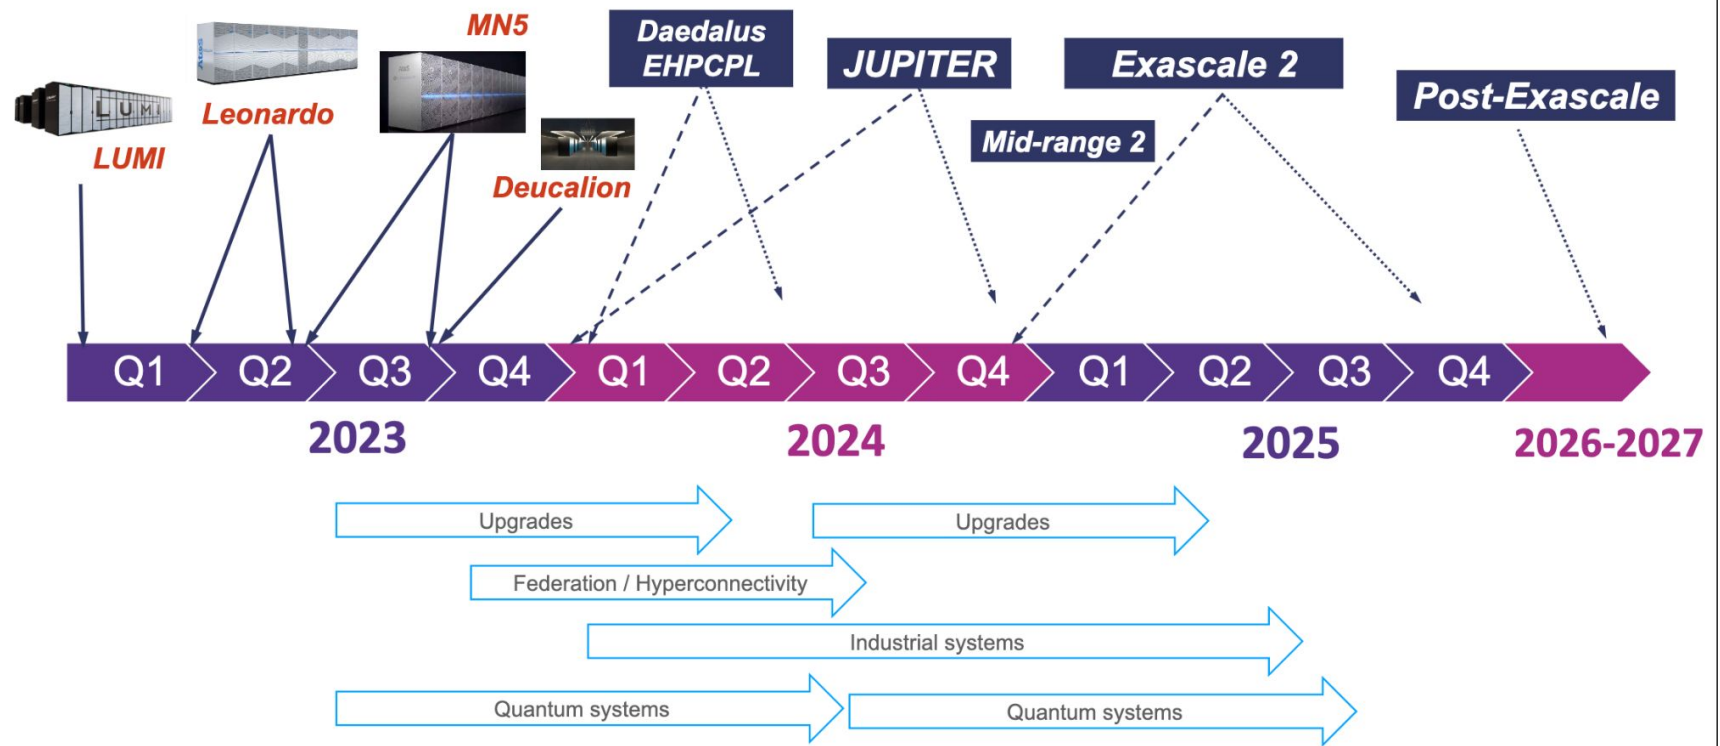 MN5
Daedalus
EHPCPL
JUPITER
Exascale 2
Post-Exascale
Atos
LUMI
Leonardo
Mid-range 2
LUMI
Deucalion
Q1
Q2
Q3
Q4
Q1
Q2
Q3
Q4
Q1
Q2
Q3
Q4
2023
2024
2025
2026-2027
Upgrades
Upgrades
Federation / Hyperconnectivity
Industrial systems
Quantum systems
Quantum systems